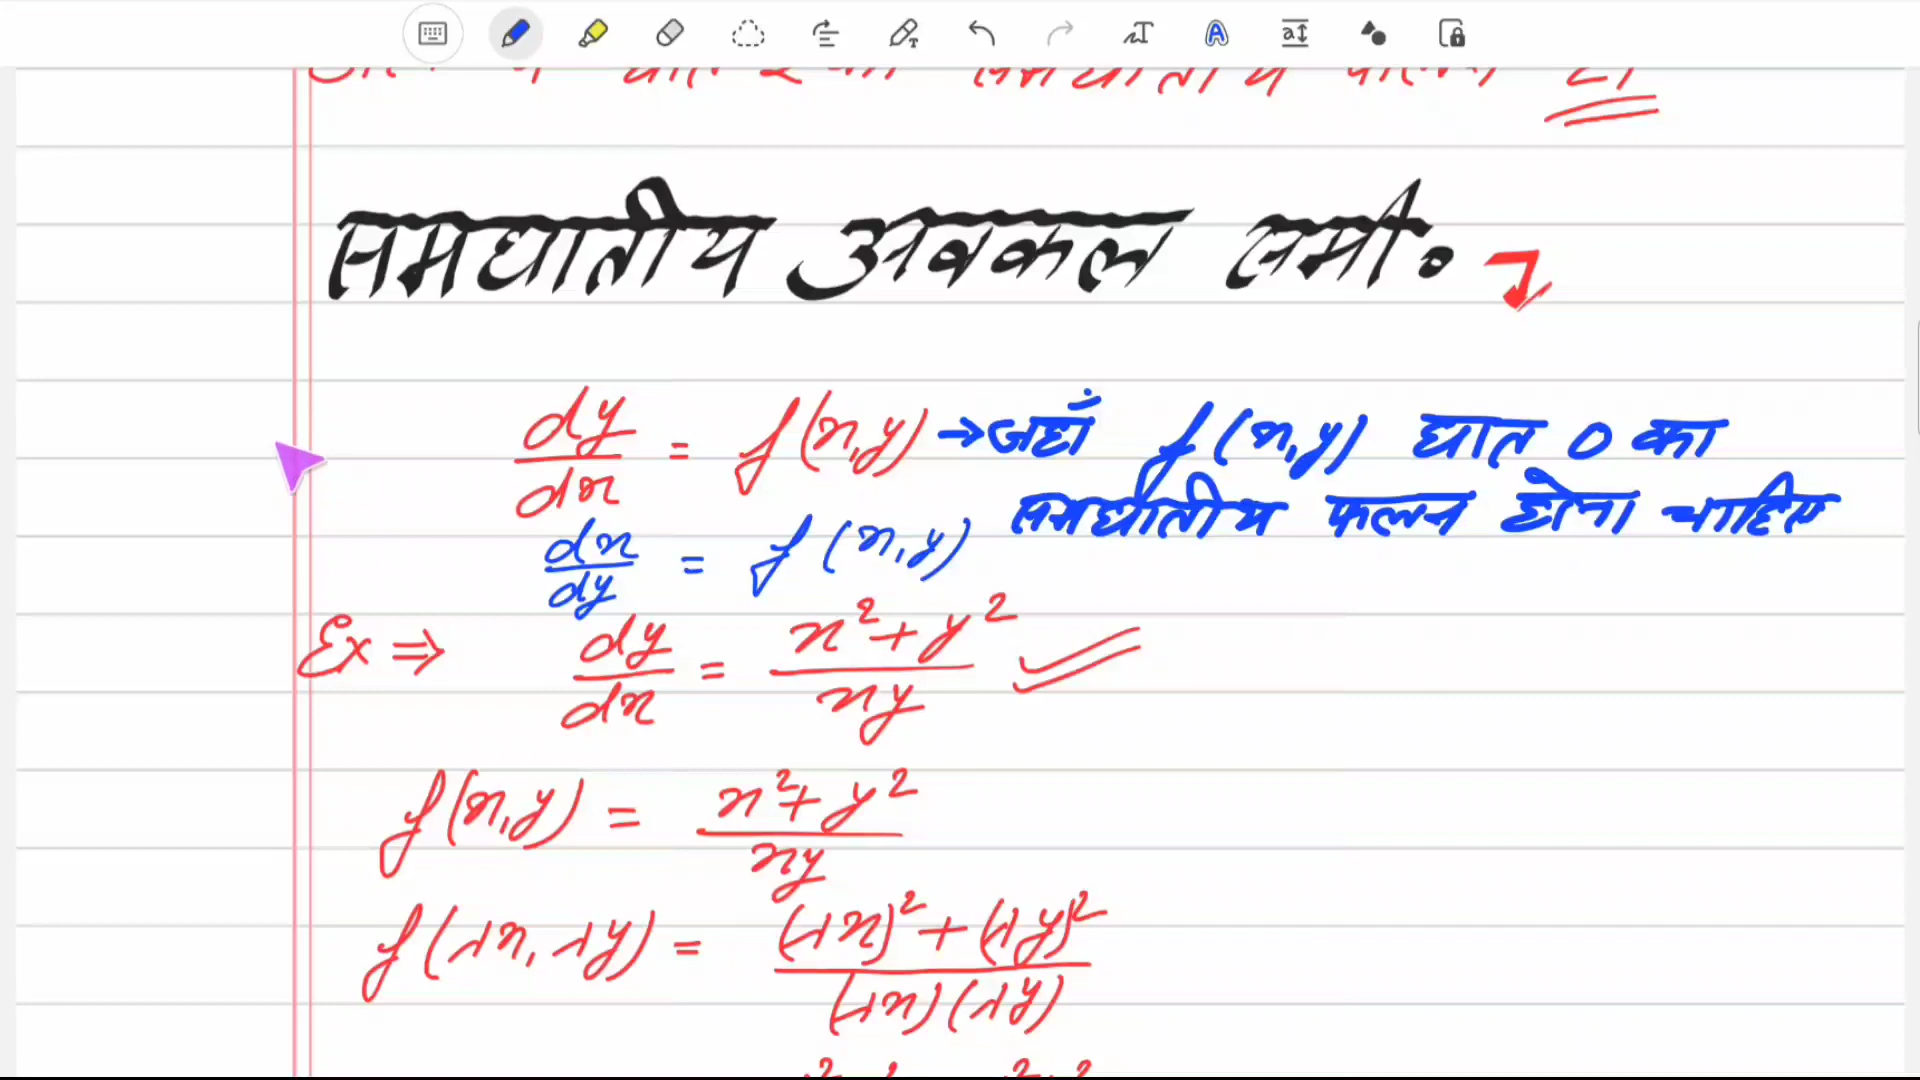 समघातीय अवकल समी०
dy/dx = f(x,y) → जहाँ f(x,y) घात 0 का
समघातीय फलन होना चाहिए
dx/dy = f(x,y)
Ex ⇒ dy/dx = x²+y²/xy
f(x,y) = x²+y²/xy
f(λx, λy) = (λx)²+(λy)²/(λx)(λy)